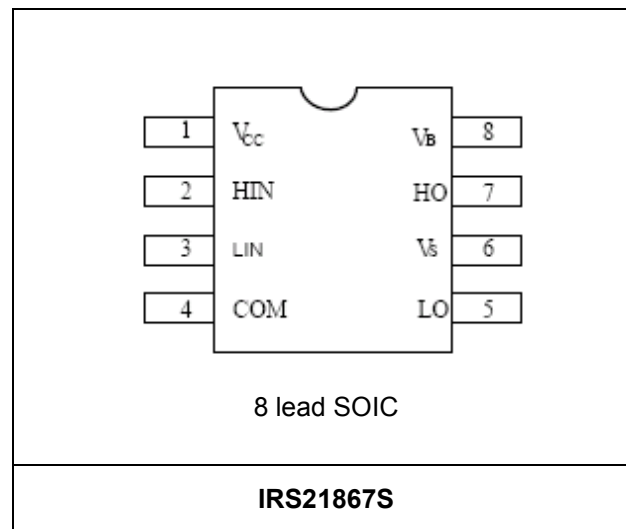 1 VCC VB 8
2 HIN HO 7
3 LIN VS 6
4 COM LO 5
8 lead SOIC
IRS21867S